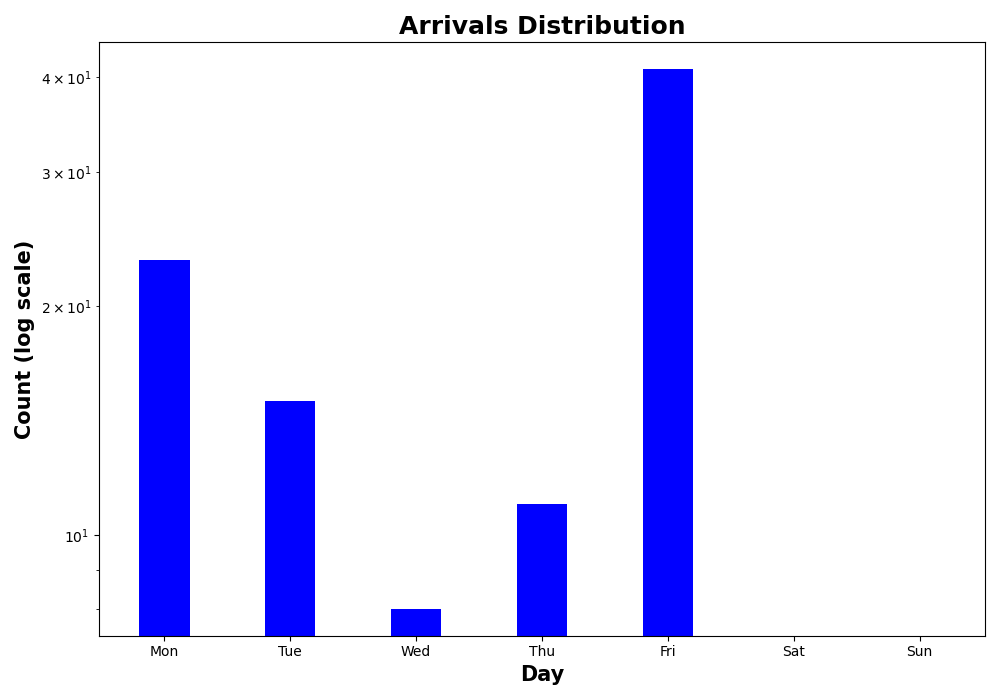 Arrivals Distribution
Count (log scale)
4 × 10¹
3 × 10¹
2 × 10¹
10¹
Mon Tue Wed Thu Fri Sat Sun
Day